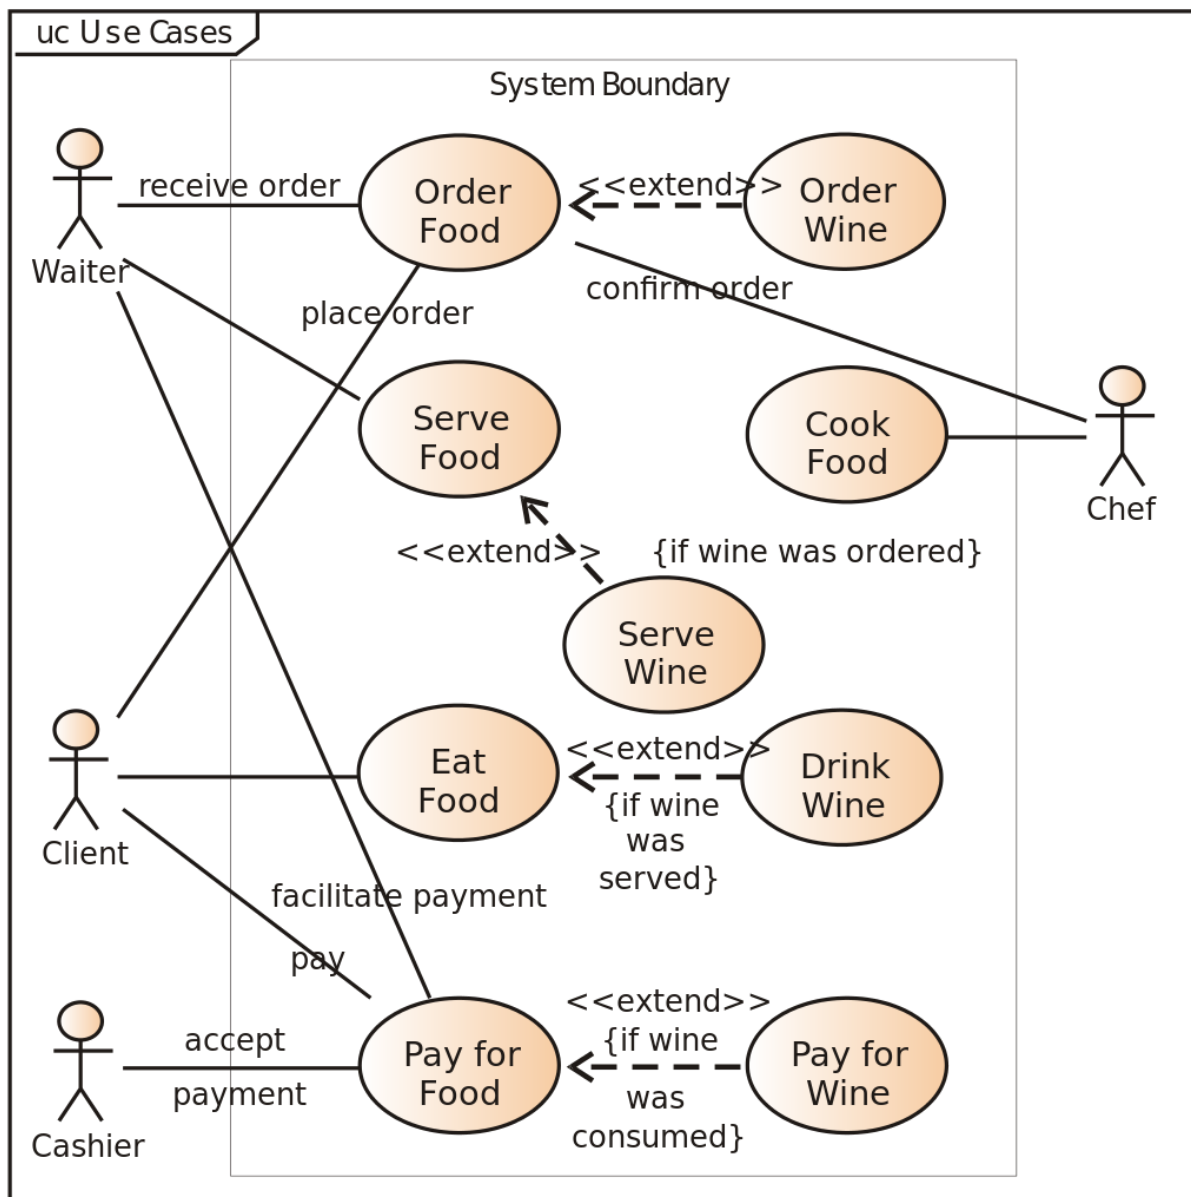 uc Use Cases
System Boundary
receive order
Order
Food
<<extend>>
Order
Wine
Waiter
place order
confirm order
Serve
Food
Cook
Food
Chef
<<extend>>
{if wine was ordered}
Serve
Wine
Client
Eat
Food
<<extend>>
{if wine
was
served}
Drink
Wine
facilitate payment
pay
Cashier
accept
payment
Pay for
Food
<<extend>>
{if wine
was
consumed}
Pay for
Wine